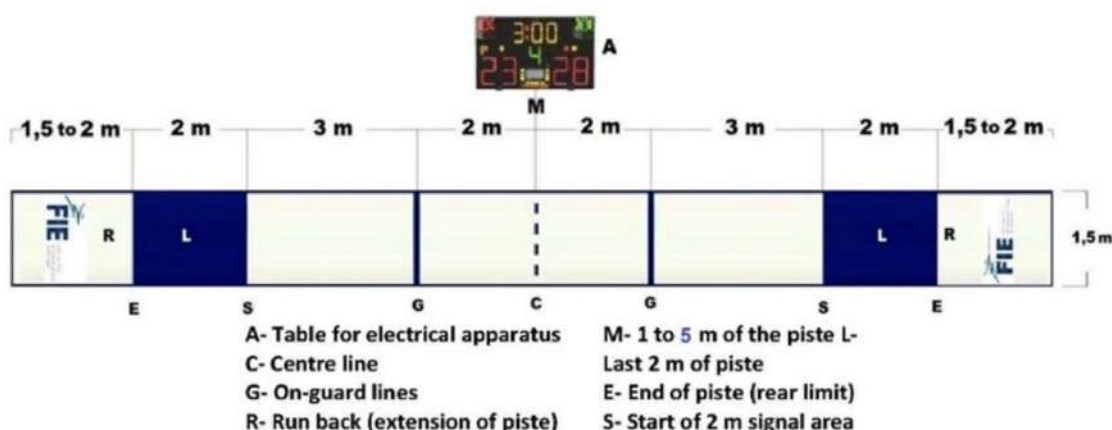 3:00
4
P
23 28
A
M
1,5 to 2 m 2 m 3 m 2 m 2 m 3 m 2 m 1,5 to 2 m
FIE R L L R FIE
1,5 m
E S G C G S E
A- Table for electrical apparatus
C- Centre line
G- On-guard lines
R- Run back (extension of piste)
M- 1 to 5 m of the piste L-
Last 2 m of piste
E- End of piste (rear limit)
S- Start of 2 m signal area